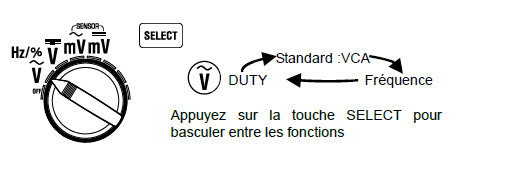 SENSOR
Hz/% V mV mV
V
OFF
SELECT
Standard :VCA
V DUTY Fréquence
Appuyez sur la touche SELECT pour
basculer entre les fonctions